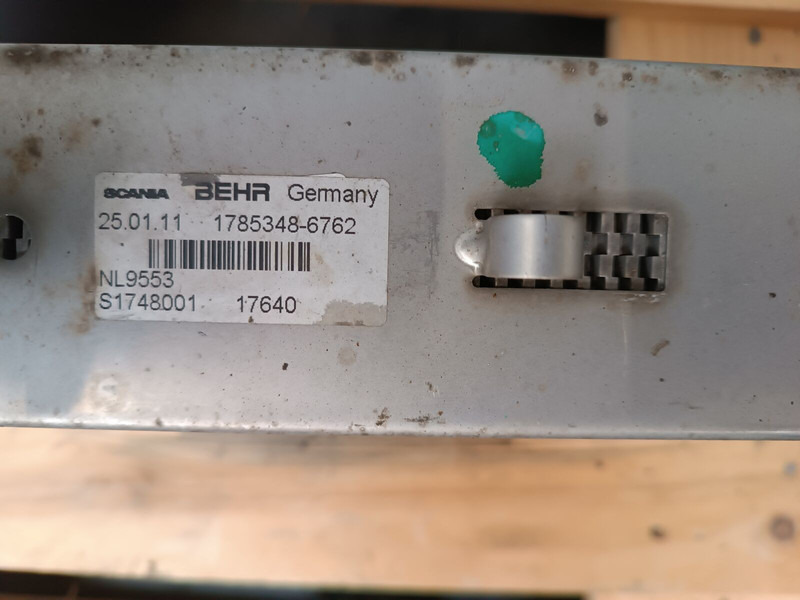 SCANIA BEHR Germany
25.01.11 1785348-6762
NL9553
S1748001 17640